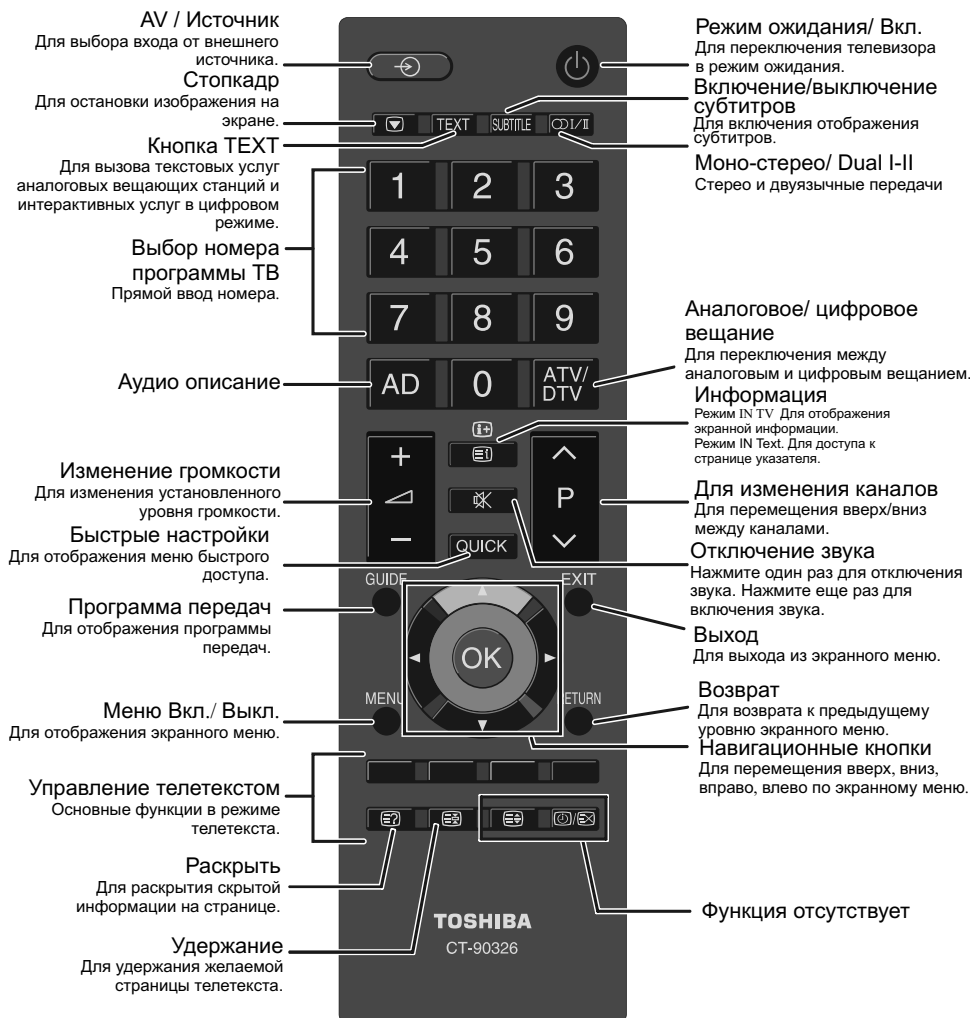 AV / Источник
Для выбора входа от внешнего
источника.
Стопкадр
Для остановки изображения на
экране.
Кнопка TEXT
Для вызова текстовых услуг
аналоговых вещающих станций и
интерактивных услуг в цифровом
режиме.
Выбор номера
программы ТВ
Прямой ввод номера.
Аудио описание
Изменение громкости
Для изменения установленного
уровня громкости.
Быстрые настройки
Для отображения меню быстрого
доступа.
Программа передач
Для отображения программы
передач.
Меню Вкл./ Выкл.
Для отображения экранного меню.
Управление телетекстом
Основные функции в режиме
телетекста.
Раскрыть
Для раскрытия скрытой
информации на странице.
Удержание
Для удержания желаемой
страницы телетекста.
TEXT SUBTITLE I/II
1 2 3
4 5 6
7 8 9
AD 0 ATV/
DTV
i+
i
+
P
−
QUICK
GUIDE EXIT
OK
MENU RETURN
?
TOSHIBA
CT-90326
Режим ожидания/ Вкл.
Для переключения телевизора
в режим ожидания.
Включение/выключение
субтитров
Для включения отображения
субтитров.
Моно-стерео/ Dual I-II
Стерео и двуязычные передачи
Аналоговое/ цифровое
вещание
Для переключения между
аналоговым и цифровым вещанием.
Информация
Режим IN TV Для отображения
экранной информации.
Режим IN Text. Для доступа к
странице указателя.
Для изменения каналов
Для перемещения вверх/вниз
между каналами.
Отключение звука
Нажмите один раз для отключения
звука. Нажмите еще раз для
включения звука.
Выход
Для выхода из экранного меню.
Возврат
Для возврата к предыдущему
уровню экранного меню.
Навигационные кнопки
Для перемещения вверх, вниз,
вправо, влево по экранному меню.
Функция отсутствует